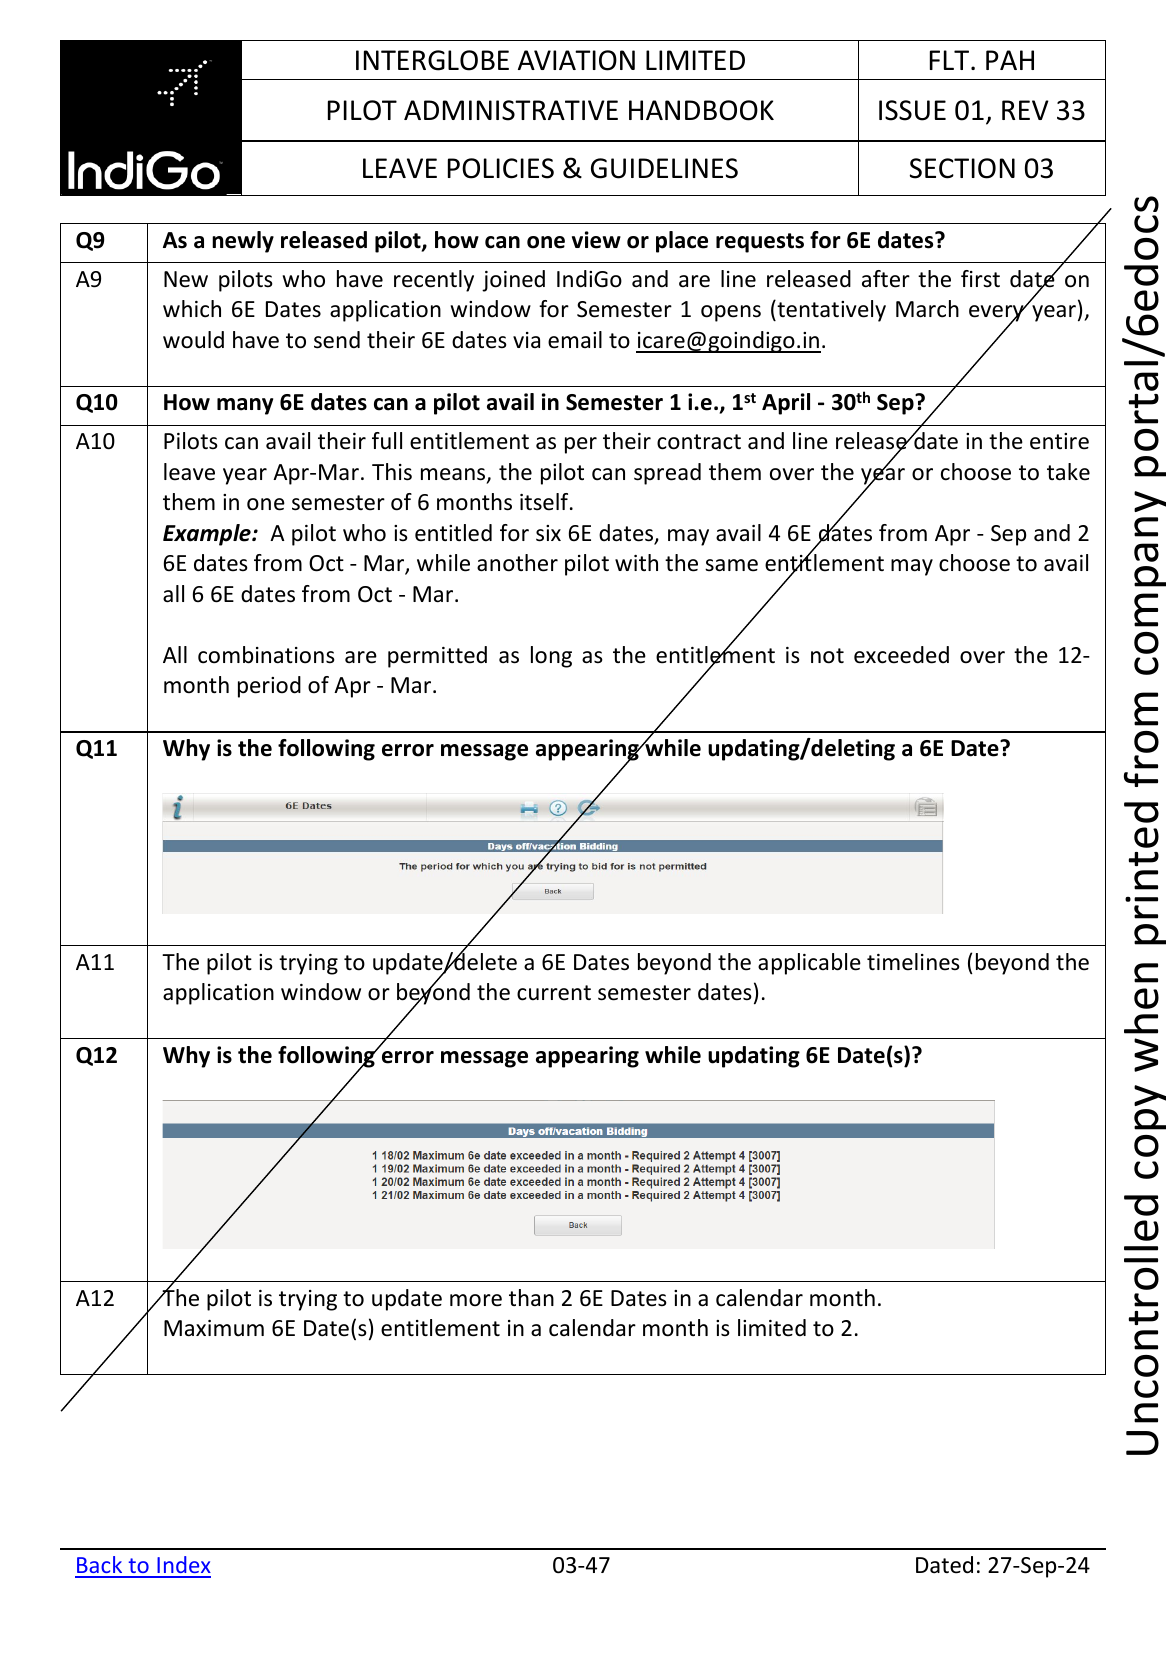 IndiGo
INTERGLOBE AVIATION LIMITED
FLT. PAH
PILOT ADMINISTRATIVE HANDBOOK
ISSUE 01, REV 33
LEAVE POLICIES & GUIDELINES
SECTION 03
Q9 As a newly released pilot, how can one view or place requests for 6E dates?
A9 New pilots who have recently joined IndiGo and are line released after the first date on
which 6E Dates application window for Semester 1 opens (tentatively March every year),
would have to send their 6E dates via email to icare@goindigo.in.
Q10 How many 6E dates can a pilot avail in Semester 1 i.e., 1st April - 30th Sep?
A10 Pilots can avail their full entitlement as per their contract and line release date in the entire
leave year Apr-Mar. This means, the pilot can spread them over the year or choose to take
them in one semester of 6 months itself.
Example: A pilot who is entitled for six 6E dates, may avail 4 6E dates from Apr - Sep and 2
6E dates from Oct - Mar, while another pilot with the same entitlement may choose to avail
all 6 6E dates from Oct - Mar.
All combinations are permitted as long as the entitlement is not exceeded over the 12-
month period of Apr - Mar.
Q11 Why is the following error message appearing while updating/deleting a 6E Date?
6E Dates
Days off/vacation Bidding
The period for which you are trying to bid for is not permitted
Back
A11 The pilot is trying to update/delete a 6E Dates beyond the applicable timelines (beyond the
application window or beyond the current semester dates).
Q12 Why is the following error message appearing while updating 6E Date(s)?
Days off/vacation Bidding
1 18/02 Maximum 6e date exceeded in a month - Required 2 Attempt 4 [3007]
1 19/02 Maximum 6e date exceeded in a month - Required 2 Attempt 4 [3007]
1 20/02 Maximum 6e date exceeded in a month - Required 2 Attempt 4 [3007]
1 21/02 Maximum 6e date exceeded in a month - Required 2 Attempt 4 [3007]
Back
A12 The pilot is trying to update more than 2 6E Dates in a calendar month.
Maximum 6E Date(s) entitlement in a calendar month is limited to 2.
Uncontrolled copy when printed from company portal/6edocs
Back to Index 03-47 Dated: 27-Sep-24